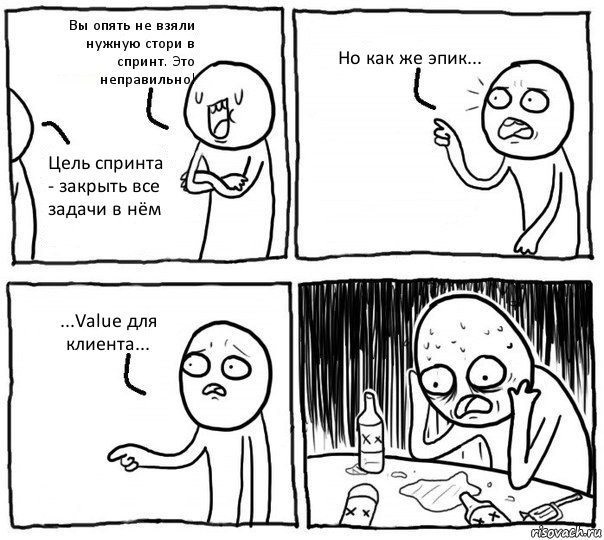 Вы опять не взяли
нужную стори в
спринт. Это
неправильно!
Цель спринта
- закрыть все
задачи в нём
Но как же эпик...
...Value для
клиента...
x x
x x
x x
risovach.ru